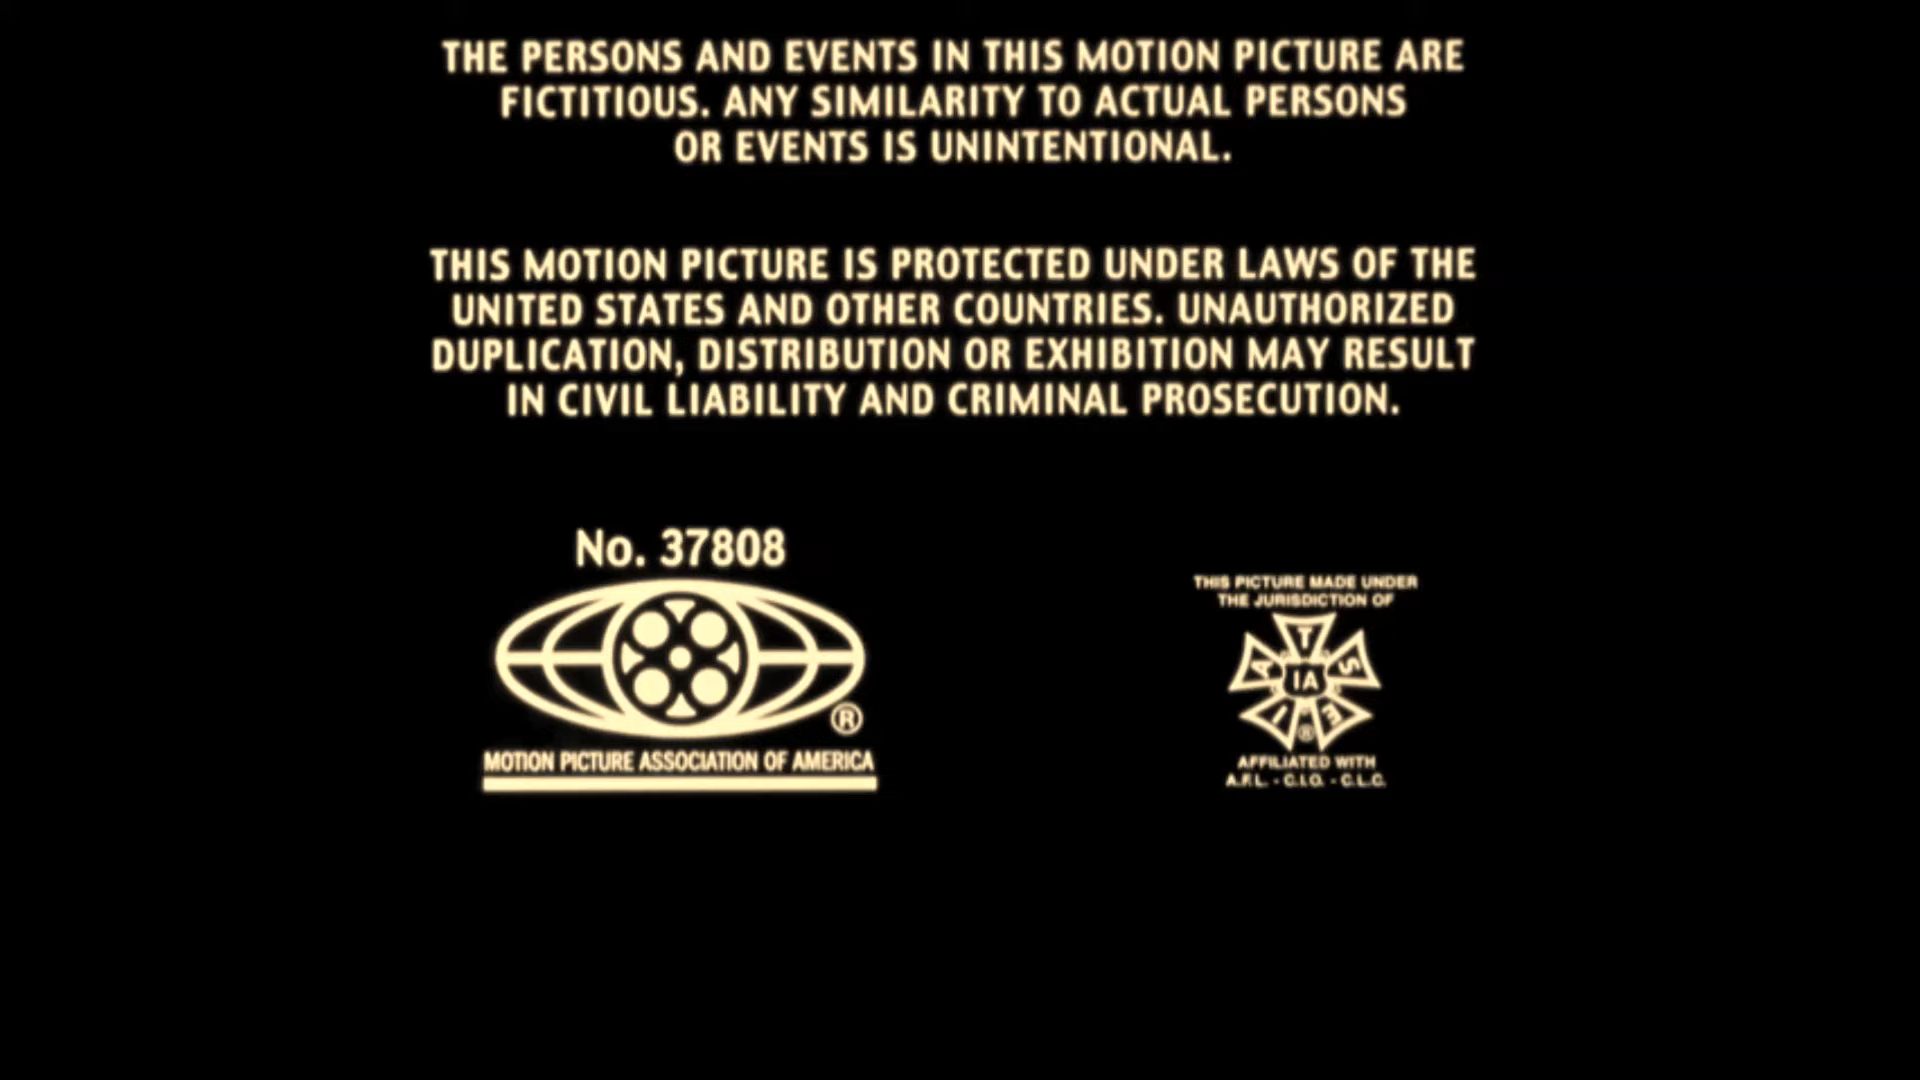 THE PERSONS AND EVENTS IN THIS MOTION PICTURE ARE
FICTITIOUS. ANY SIMILARITY TO ACTUAL PERSONS
OR EVENTS IS UNINTENTIONAL.
THIS MOTION PICTURE IS PROTECTED UNDER LAWS OF THE
UNITED STATES AND OTHER COUNTRIES. UNAUTHORIZED
DUPLICATION, DISTRIBUTION OR EXHIBITION MAY RESULT
IN CIVIL LIABILITY AND CRIMINAL PROSECUTION.
No. 37808
®
MOTION PICTURE ASSOCIATION OF AMERICA
THIS PICTURE MADE UNDER
THE JURISDICTION OF
I A T S E
IA
®
AFFILIATED WITH
A.F.L. - C.I.O. - C.L.C.